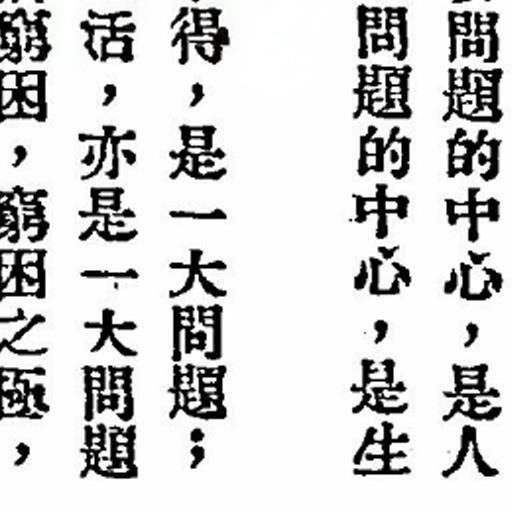 問題的中心，是人
問題的中心，是生
得，是一大問題；
活，亦是一大問題
窮困，窮困之極，